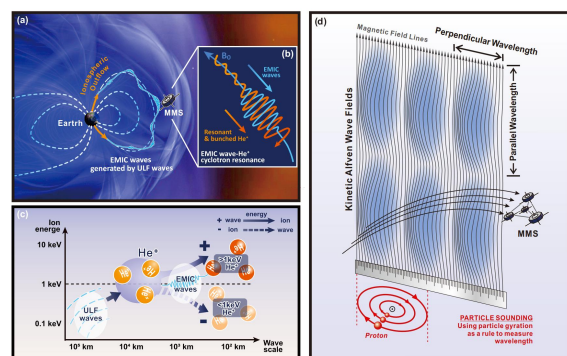 (a)
Ionospheric
Outflow
Eartrh
MMS
EMIC waves
generated by ULF waves
(b)
B₀
EMIC
waves
Resonant
& bunched He⁺
EMIC wave-He⁺
cyclotron resonance
(c)
Ion
energy
energy
+ wave ion
- ion wave
10 keV
1 keV
0.1 keV
He⁺
ULF
waves
EMIC
waves
+
>1keV
He⁺
-
<1keV
He⁺
10⁵ km
10⁴ km
10³ km
10² km
Wave
scale
(d)
Magnetic Field Lines
Perpendicular Wavelength
Parallel Wavelength
Kinetic Alfven Wave Fields
MMS
Proton
PARTICLE SOUNDING
Using particle gyration
as a rule to measure
wavelength